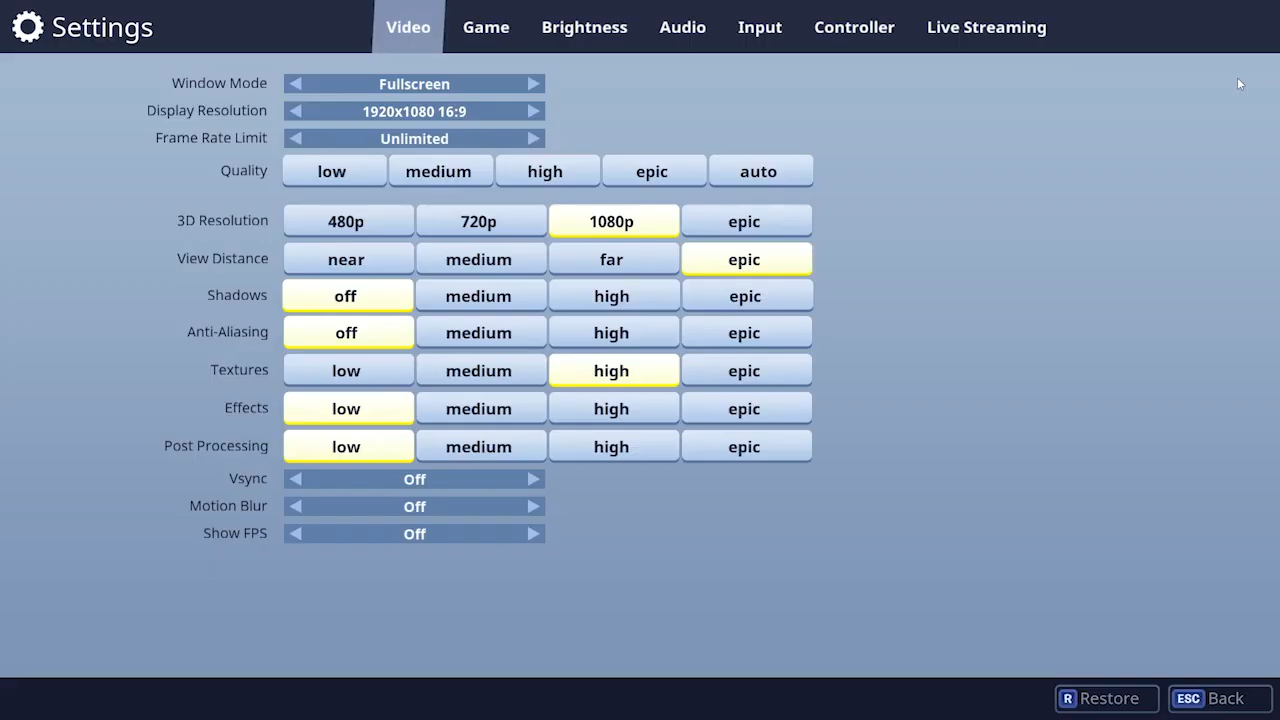 Settings Video Game Brightness Audio Input Controller Live Streaming
Window Mode Fullscreen
Display Resolution 1920x1080 16:9
Frame Rate Limit Unlimited
Quality low medium high epic auto
3D Resolution 480p 720p 1080p epic
View Distance near medium far epic
Shadows off medium high epic
Anti-Aliasing off medium high epic
Textures low medium high epic
Effects low medium high epic
Post Processing low medium high epic
Vsync Off
Motion Blur Off
Show FPS Off
R Restore ESC Back